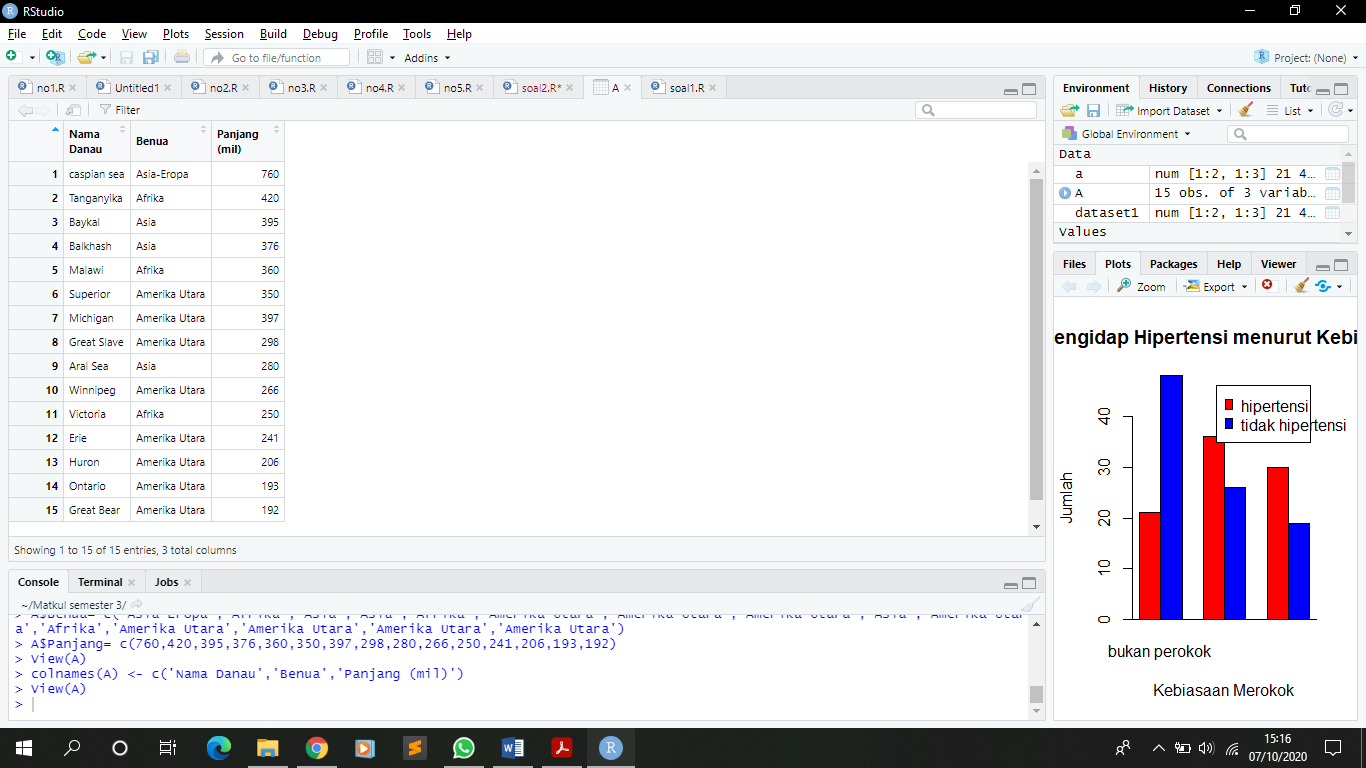 RStudio
File Edit Code View Plots Session Build Debug Profile Tools Help
Go to file/function Addins Project: (None)
no1.R Untitled1 no2.R no3.R no4.R no5.R soal2.R* A soal1.R
Filter
Nama Danau Benua Panjang (mil)
1 caspian sea Asia-Eropa 760
2 Tanganyika Afrika 420
3 Baykal Asia 395
4 Balkhash Asia 376
5 Malawi Afrika 360
6 Superior Amerika Utara 350
7 Michigan Amerika Utara 397
8 Great Slave Amerika Utara 298
9 Aral Sea Asia 280
10 Winnipeg Amerika Utara 266
11 Victoria Afrika 250
12 Erie Amerika Utara 241
13 Huron Amerika Utara 206
14 Ontario Amerika Utara 193
15 Great Bear Amerika Utara 192
Showing 1 to 15 of 15 entries, 3 total columns
Console Terminal Jobs
~/Matkul semester 3/
a','Afrika','Amerika Utara','Amerika Utara','Amerika Utara','Amerika Utara')
> A$Panjang= c(760,420,395,376,360,350,397,298,280,266,250,241,206,193,192)
> View(A)
> colnames(A) <- c('Nama Danau','Benua','Panjang (mil)')
> View(A)
>
Environment History Connections Tutc
Import Dataset List
Global Environment
Data
a num [1:2, 1:3] 21 4…
A 15 obs. of 3 variab…
dataset1 num [1:2, 1:3] 21 4…
Values
Files Plots Packages Help Viewer
Zoom Export
engidap Hipertensi menurut Kebi
hipertensi
tidak hipertensi
Jumlah
40
30
20
10
0
bukan perokok
Kebiasaan Merokok
15:16
07/10/2020